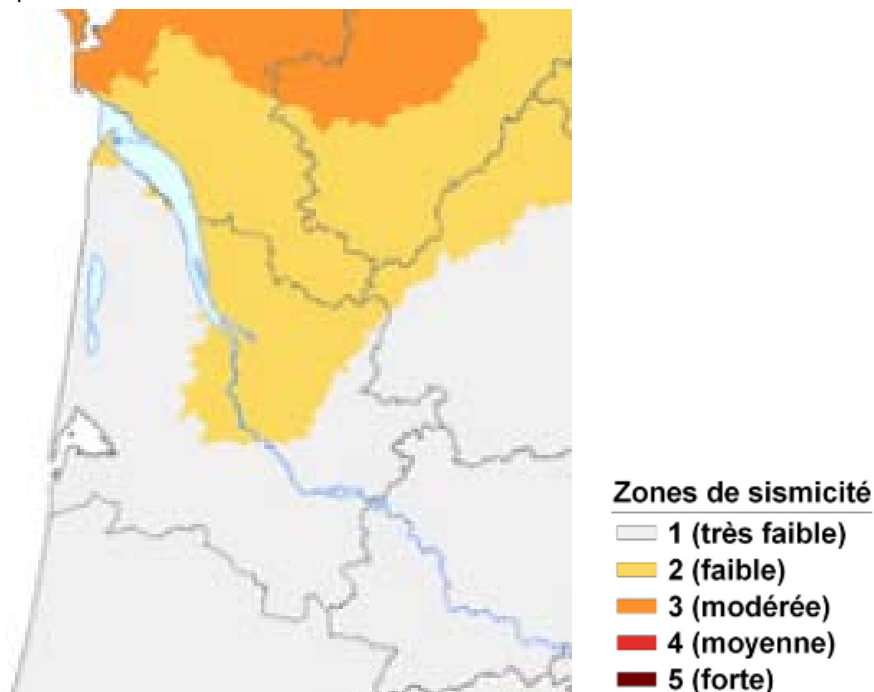 Zones de sismicité
1 (très faible)
2 (faible)
3 (modérée)
4 (moyenne)
5 (forte)